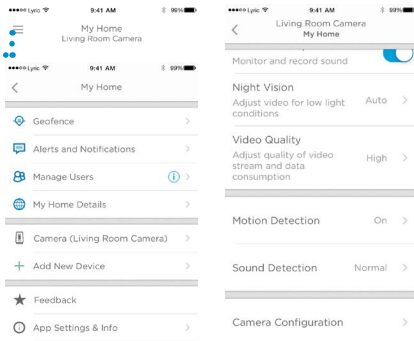 Lyric 9:41 AM 99%
My Home
Living Room Camera
Lyric 9:41 AM 99%
My Home
Geofence
Alerts and Notifications
Manage Users
My Home Details
Camera (Living Room Camera)
Add New Device
Feedback
App Settings & Info
Lyric 9:41 AM 99%
Living Room Camera
My Home
Monitor and record sound
Night Vision
Adjust video for low light
conditions
Auto
Video Quality
Adjust quality of video
stream and data
consumption
High
Motion Detection On
Sound Detection Normal
Camera Configuration